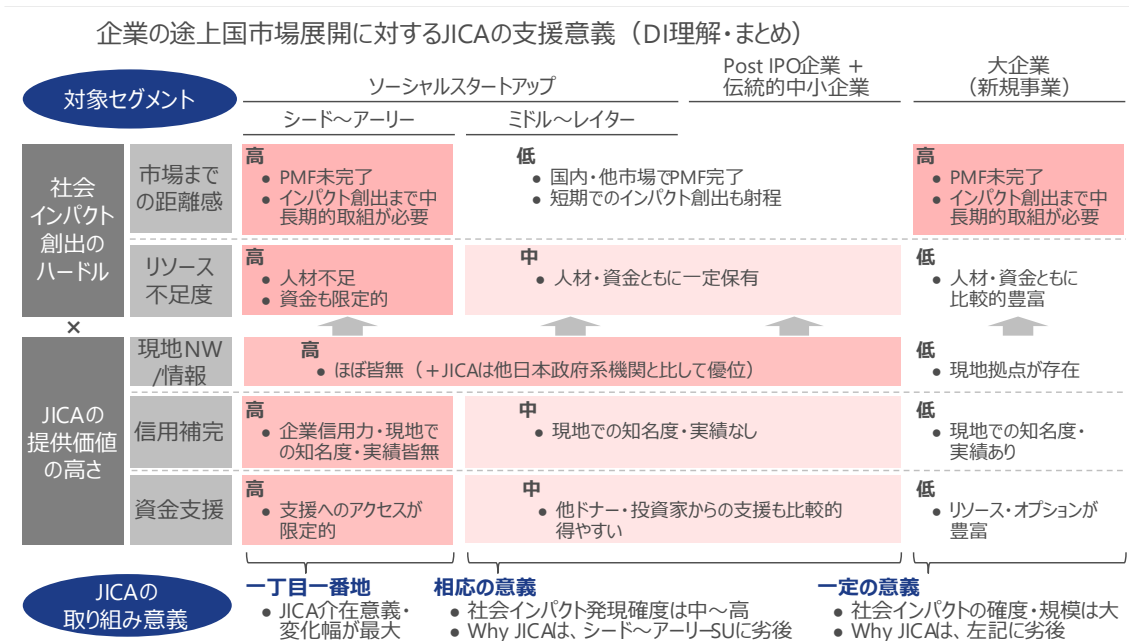 企業の途上国市場展開に対するJICAの支援意義（DI理解・まとめ）
対象セグメント
ソーシャルスタートアップ
Post IPO企業 +
伝統的中小企業
大企業
（新規事業）
シード～アーリー
ミドル～レイター
社会
インパクト
創出の
ハードル
市場まで
の距離感
高
● PMF未完了
● インパクト創出まで中
長期的取組が必要
低
● 国内・他市場でPMF完了
● 短期でのインパクト創出も射程
高
● PMF未完了
● インパクト創出まで中
長期的取組が必要
リソース
不足度
高
● 人材不足
● 資金も限定的
中
● 人材・資金ともに一定保有
低
● 人材・資金ともに
比較的豊富
×
JICAの
提供価値
の高さ
現地NW
/情報
高
● ほぼ皆無（+JICAは他日本政府系機関と比して優位）
低
● 現地拠点が存在
信用補完
高
● 企業信用力・現地で
の知名度・実績皆無
中
● 現地での知名度・実績なし
低
● 現地での知名度・
実績あり
資金支援
高
● 支援へのアクセスが
限定的
中
● 他ドナー・投資家からの支援も比較的
得やすい
低
● リソース・オプションが
豊富
JICAの
取り組み意義
一丁目一番地
● JICA介在意義・
変化幅が最大
相応の意義
● 社会インパクト発現確度は中～高
● Why JICAは、シード～アーリーSUに劣後
一定の意義
● 社会インパクトの確度・規模は大
● Why JICAは、左記に劣後